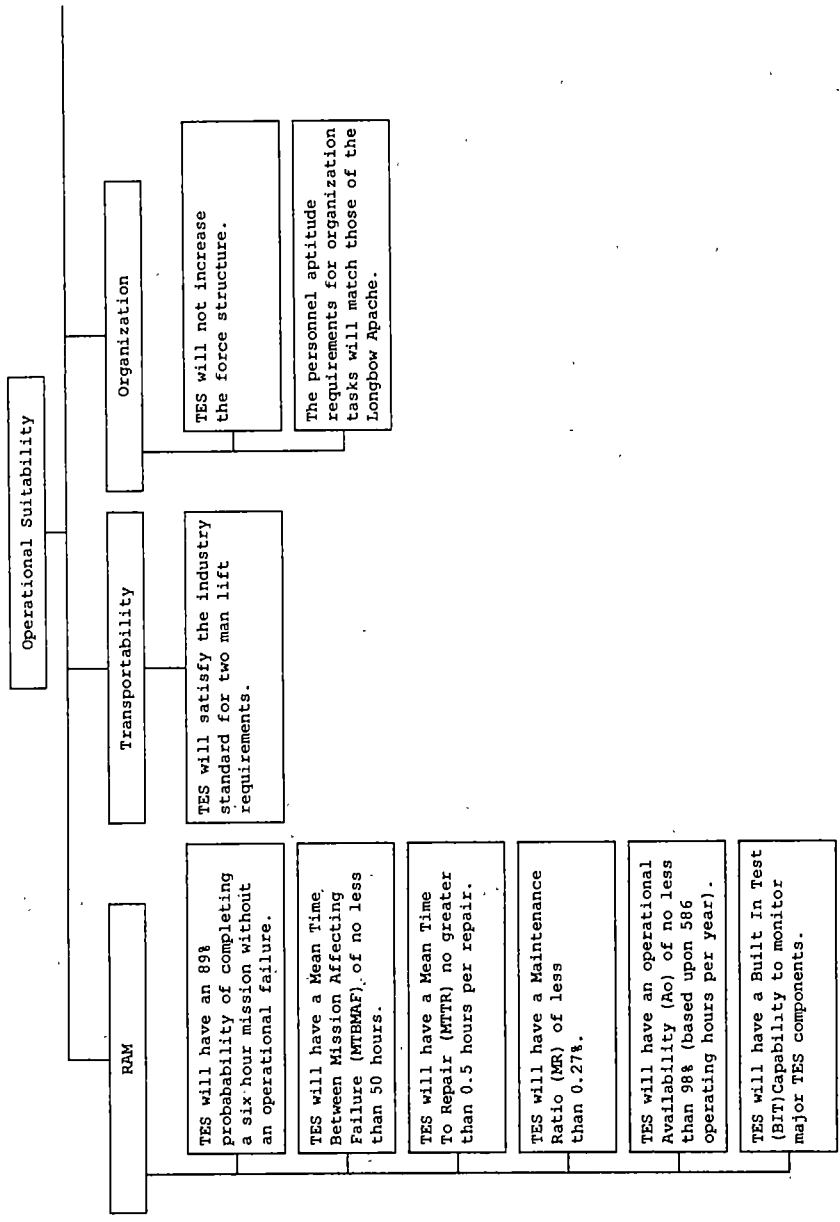 Operational Suitability
RAM
TES will have an 89%
probabability of completing
a six hour mission without
an operational failure.
TES will have a Mean Time
Between Mission Affecting
Failure (MTBMAF) of no less
than 50 hours.
TES will have a Mean Time
To Repair (MTTR) no greater
than 0.5 hours per repair.
TES will have a Maintenance
Ratio (MR) of less
than 0.27%.
TES will have an operational
Availability (Ao) of no less
than 98% (based upon 586
operating hours per year).
TES will have a Built In Test
(BIT)Capability to monitor
major TES components.
Transportability
TES will satisfy the industry
standard for two man lift
requirements.
Organization
TES will not increase
the force structure.
The personnel aptitude
requirements for organization
tasks will match those of the
Longbow Apache.